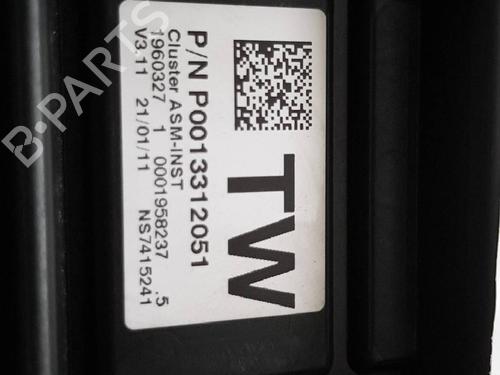 P/N P0013312051
Cluster ASM-INST
1960327 1 0001958237 .5
V3.11 21/01/11 NS7415241
TW
B-PARTS